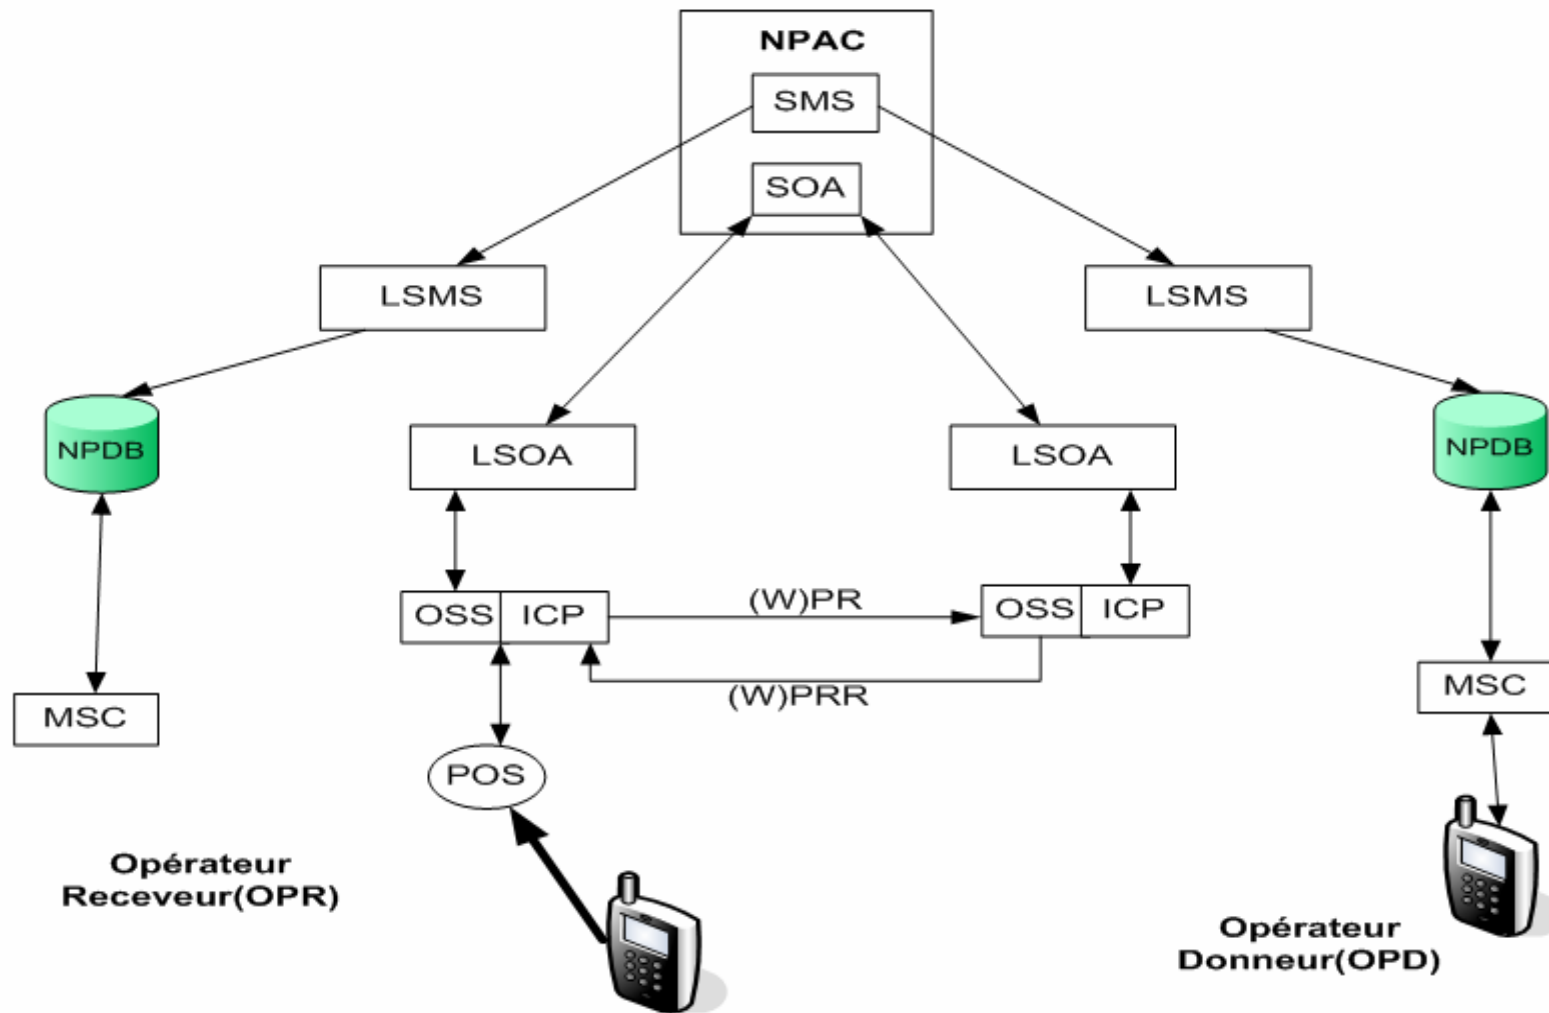 NPAC
SMS
SOA
LSMS
LSMS
NPDB
LSOA
LSOA
NPDB
OSS ICP
(W)PR
OSS ICP
(W)PRR
MSC
MSC
POS
Opérateur
Receveur(OPR)
Opérateur
Donneur(OPD)